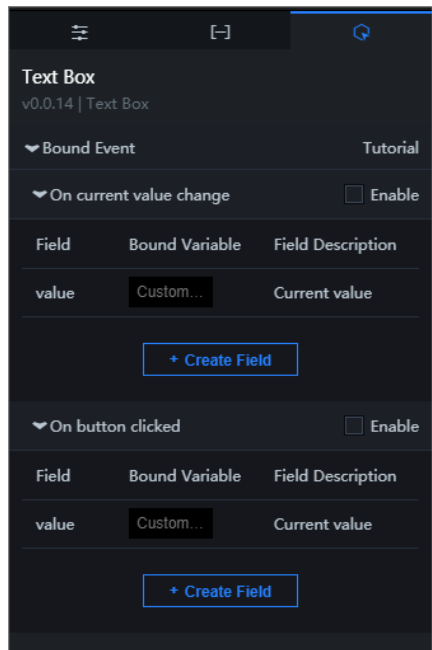 Text Box
v0.0.14 | Text Box
Bound Event Tutorial
On current value change Enable
Field Bound Variable Field Description
value Custom... Current value
+ Create Field
On button clicked Enable
Field Bound Variable Field Description
value Custom... Current value
+ Create Field